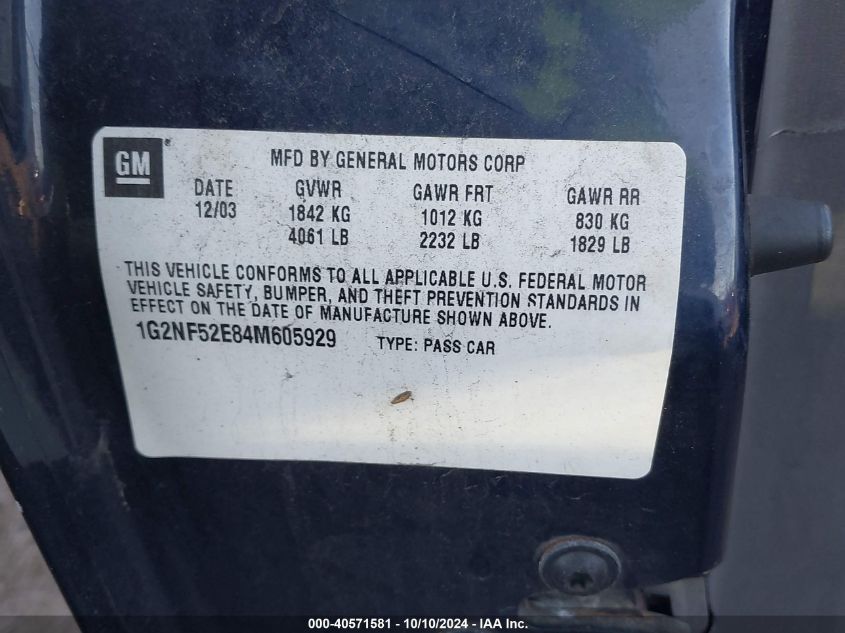 GM
MFD BY GENERAL MOTORS CORP
DATE GVWR GAWR FRT GAWR RR
12/03 1842 KG 1012 KG 830 KG
4061 LB 2232 LB 1829 LB
THIS VEHICLE CONFORMS TO ALL APPLICABLE U.S. FEDERAL MOTOR
VEHICLE SAFETY, BUMPER, AND THEFT PREVENTION STANDARDS IN
EFFECT ON THE DATE OF MANUFACTURE SHOWN ABOVE.
1G2NF52E84M605929 TYPE: PASS CAR
000-40571581 - 10/10/2024 - IAA Inc.